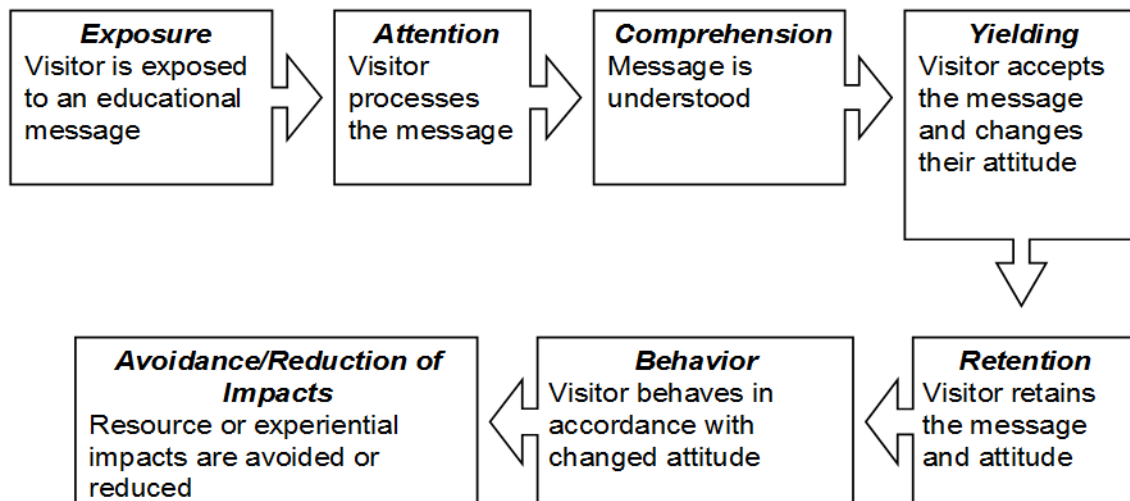 Exposure
Visitor is exposed
to an educational
message
Attention
Visitor
processes
the message
Comprehension
Message is
understood
Yielding
Visitor accepts
the message
and changes
their attitude
Retention
Visitor retains
the message
and attitude
Behavior
Visitor behaves in
accordance with
changed attitude
Avoidance/Reduction of
Impacts
Resource or experiential
impacts are avoided or
reduced